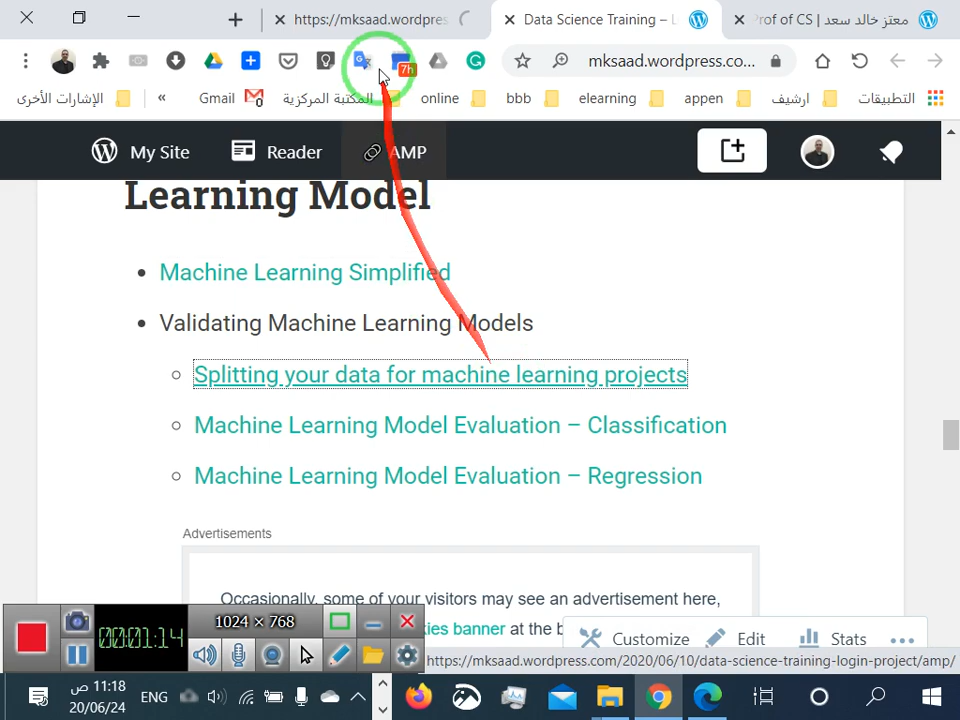 https://mksaad.wordpres
Data Science Training – L
Prof of CS | معتز خالد سعد
7h
mksaad.wordpress.co...
الإشارات الأخرى
«
Gmail
المكتبة المركزية
online
bbb
elearning
appen
ارشيف
التطبيقات
My Site
Reader
AMP
Learning Model
• Machine Learning Simplified
• Validating Machine Learning Models
◦ Splitting your data for machine learning projects
◦ Machine Learning Model Evaluation – Classification
◦ Machine Learning Model Evaluation – Regression
Advertisements
Occasionally, some of your visitors may see an advertisement here,
kies banner at the b
1024 × 768
00:01.14
Customize
Edit
Stats
https://mksaad.wordpress.com/2020/06/10/data-science-training-login-project/amp/
11:18 ص
20/06/24
ENG